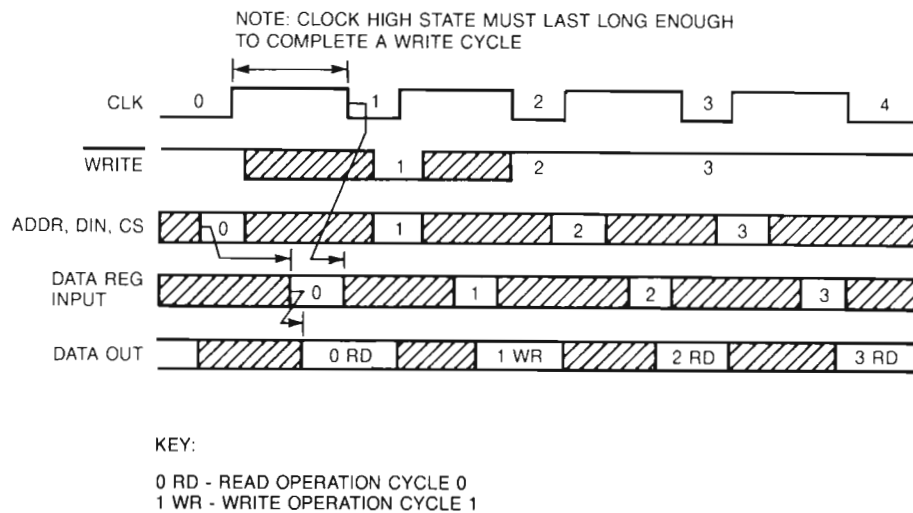 NOTE: CLOCK HIGH STATE MUST LAST LONG ENOUGH
TO COMPLETE A WRITE CYCLE
CLK 0 1 2 3 4
WRITE 1 2 3
ADDR, DIN, CS 0 1 2 3
DATA REG
INPUT 0 1 2 3
DATA OUT 0 RD 1 WR 2 RD 3 RD
KEY:
0 RD - READ OPERATION CYCLE 0
1 WR - WRITE OPERATION CYCLE 1